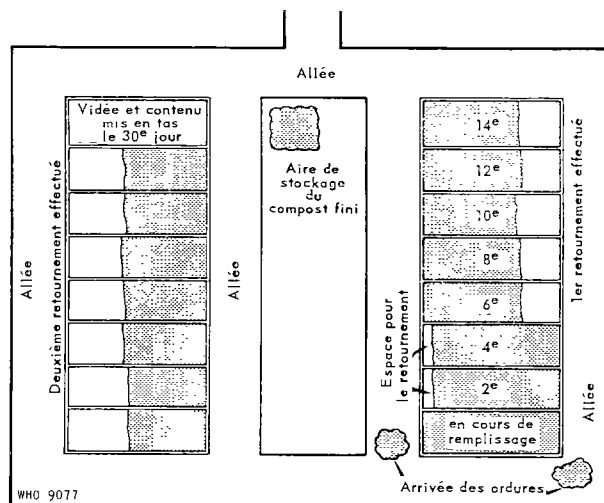 Allée
Vidée et contenu
mis en tas
le 30e jour
Deuxième retournement effectué
Allée
Allée
Aire de
stockage
du
compost fini
14e
12e
10e
8e
6e
4e
2e
en cours de
remplissage
1er retournement effectué
Espace pour
le retournement
Allée
Arrivée des ordures
WHO 9077